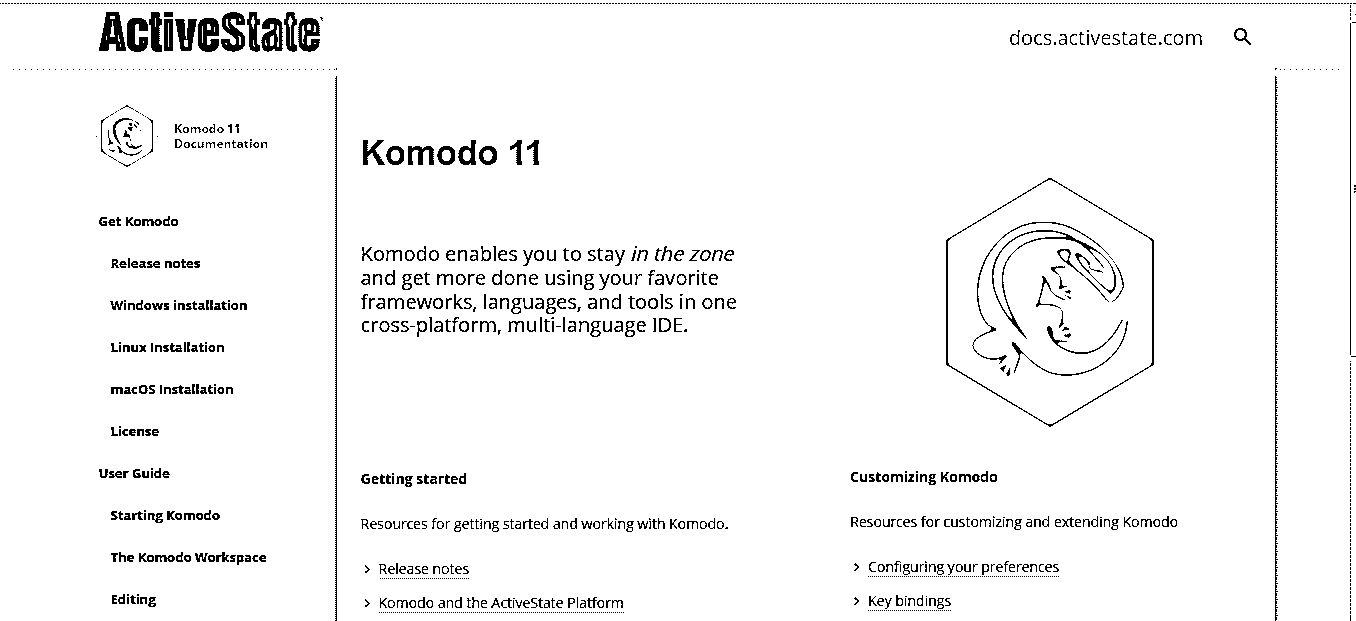 ActiveState
docs.activestate.com
Komodo 11
Documentation
Get Komodo
Release notes
Windows installation
Linux Installation
macOS Installation
License
User Guide
Starting Komodo
The Komodo Workspace
Editing
Komodo 11
Komodo enables you to stay in the zone
and get more done using your favorite
frameworks, languages, and tools in one
cross-platform, multi-language IDE.
Getting started
Resources for getting started and working with Komodo.
Release notes
Komodo and the ActiveState Platform
Customizing Komodo
Resources for customizing and extending Komodo
Configuring your preferences
Key bindings